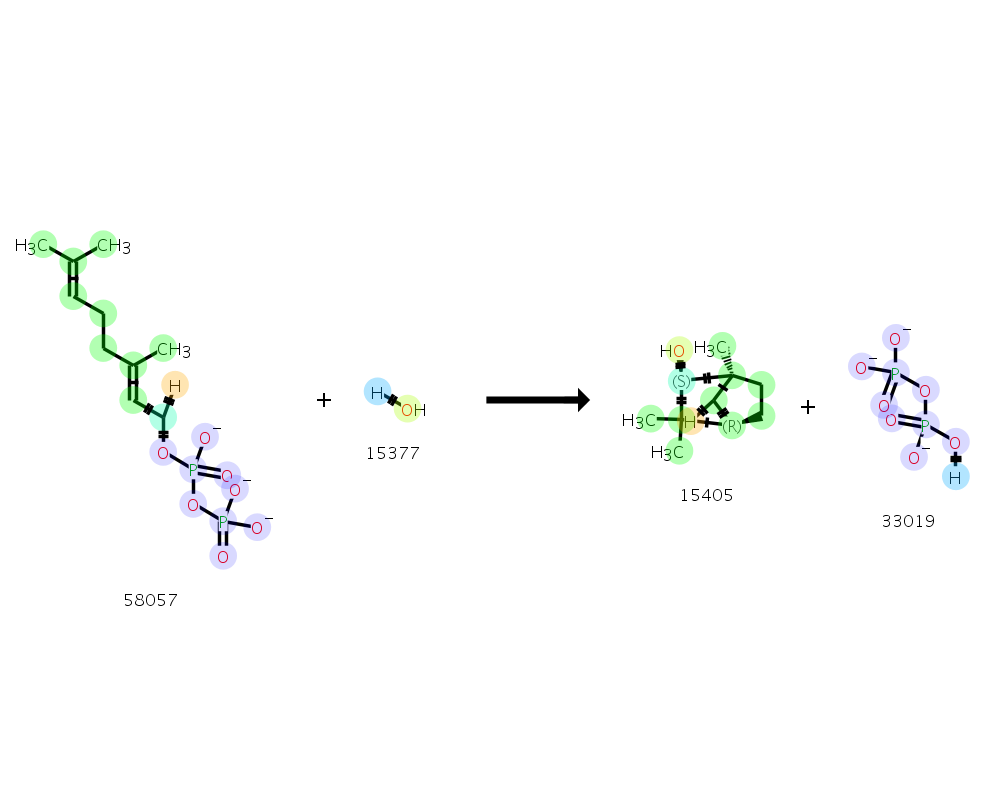 H3C CH3
CH3
H
O
O−
P
O
O−
O
P
O−
O
58057
+
H
OH
15377
HO
H3C
(S)
H3C
H
(R)
H3C
15405
+
O−
O−
P
O
O
O
P
O
O−
H
33019